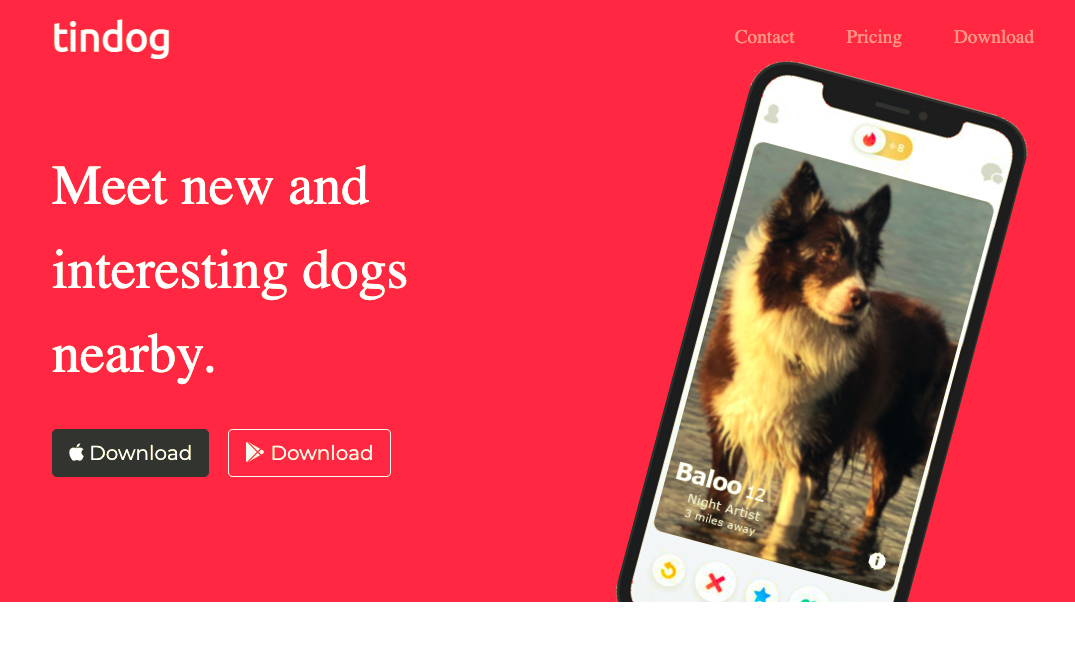 tindog
Contact Pricing Download
+8
Meet new and
interesting dogs
nearby.
Download Download
Baloo 12
Night Artist
3 miles away
i